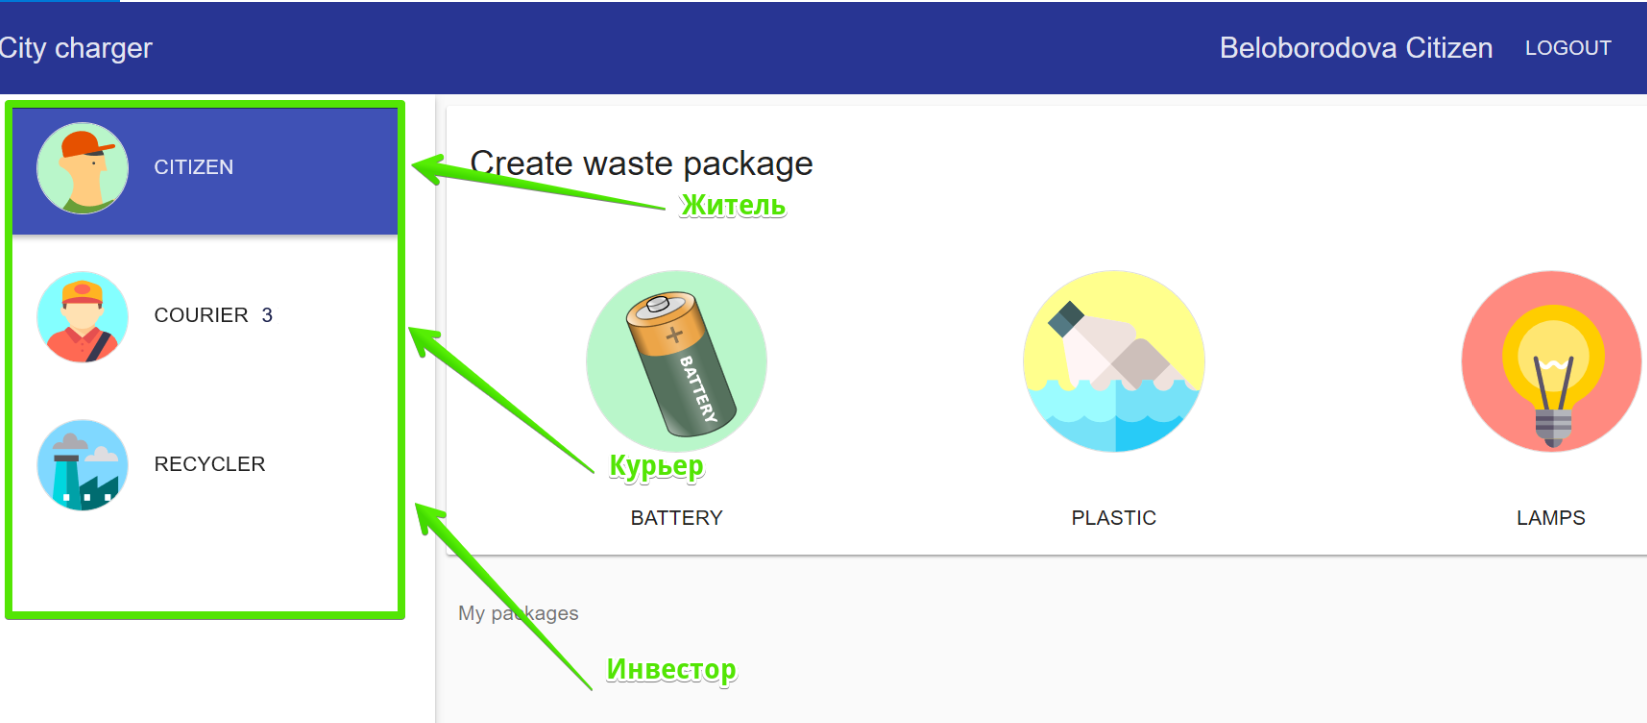 City charger
Beloborodova Citizen LOGOUT
CITIZEN
COURIER 3
RECYCLER
Create waste package
Житель
Курьер
BATTERY
BATTERY
PLASTIC
LAMPS
My packages
Инвестор